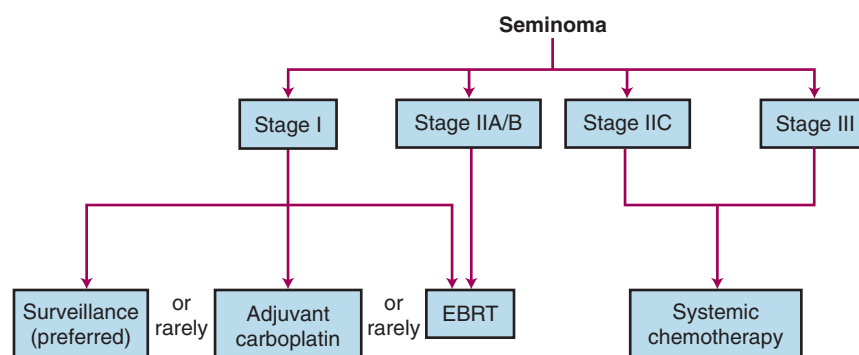 Seminoma
Stage I
Stage IIA/B
Stage IIC
Stage III
Surveillance
(preferred)
or
rarely
Adjuvant
carboplatin
or
rarely
EBRT
Systemic
chemotherapy